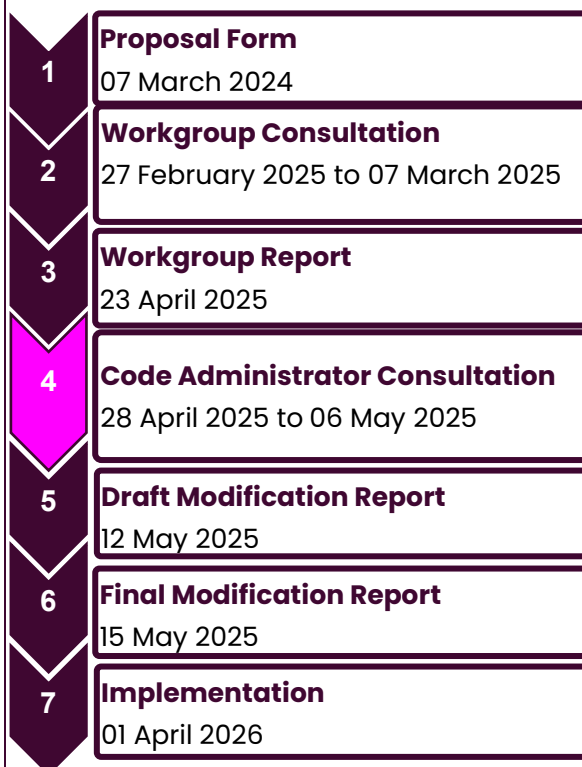 1
Proposal Form
07 March 2024
2
Workgroup Consultation
27 February 2025 to 07 March 2025
3
Workgroup Report
23 April 2025
4
Code Administrator Consultation
28 April 2025 to 06 May 2025
5
Draft Modification Report
12 May 2025
6
Final Modification Report
15 May 2025
7
Implementation
01 April 2026